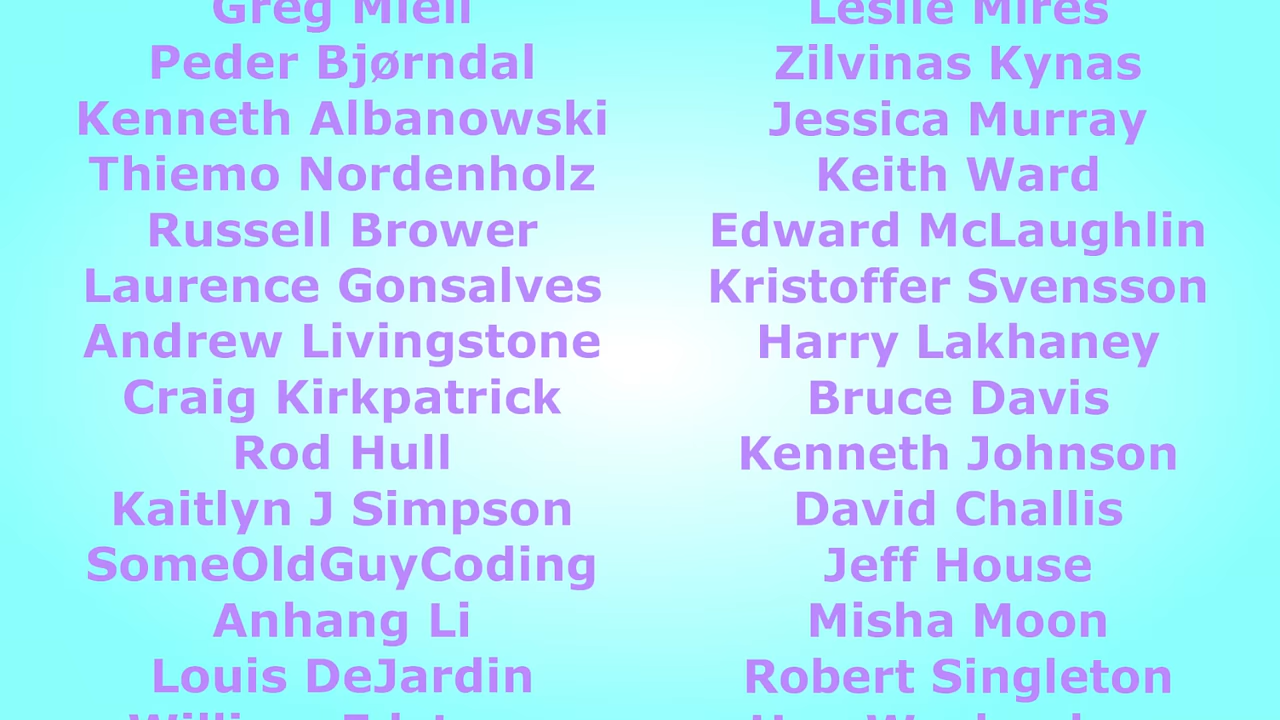 Greg Miell
Leslie Mires
Peder Bjørndal
Zilvinas Kynas
Kenneth Albanowski
Jessica Murray
Thiemo Nordenholz
Keith Ward
Russell Brower
Edward McLaughlin
Laurence Gonsalves
Kristoffer Svensson
Andrew Livingstone
Harry Lakhaney
Craig Kirkpatrick
Bruce Davis
Rod Hull
Kenneth Johnson
Kaitlyn J Simpson
David Challis
SomeOldGuyCoding
Jeff House
Anhang Li
Misha Moon
Louis DeJardin
Robert Singleton